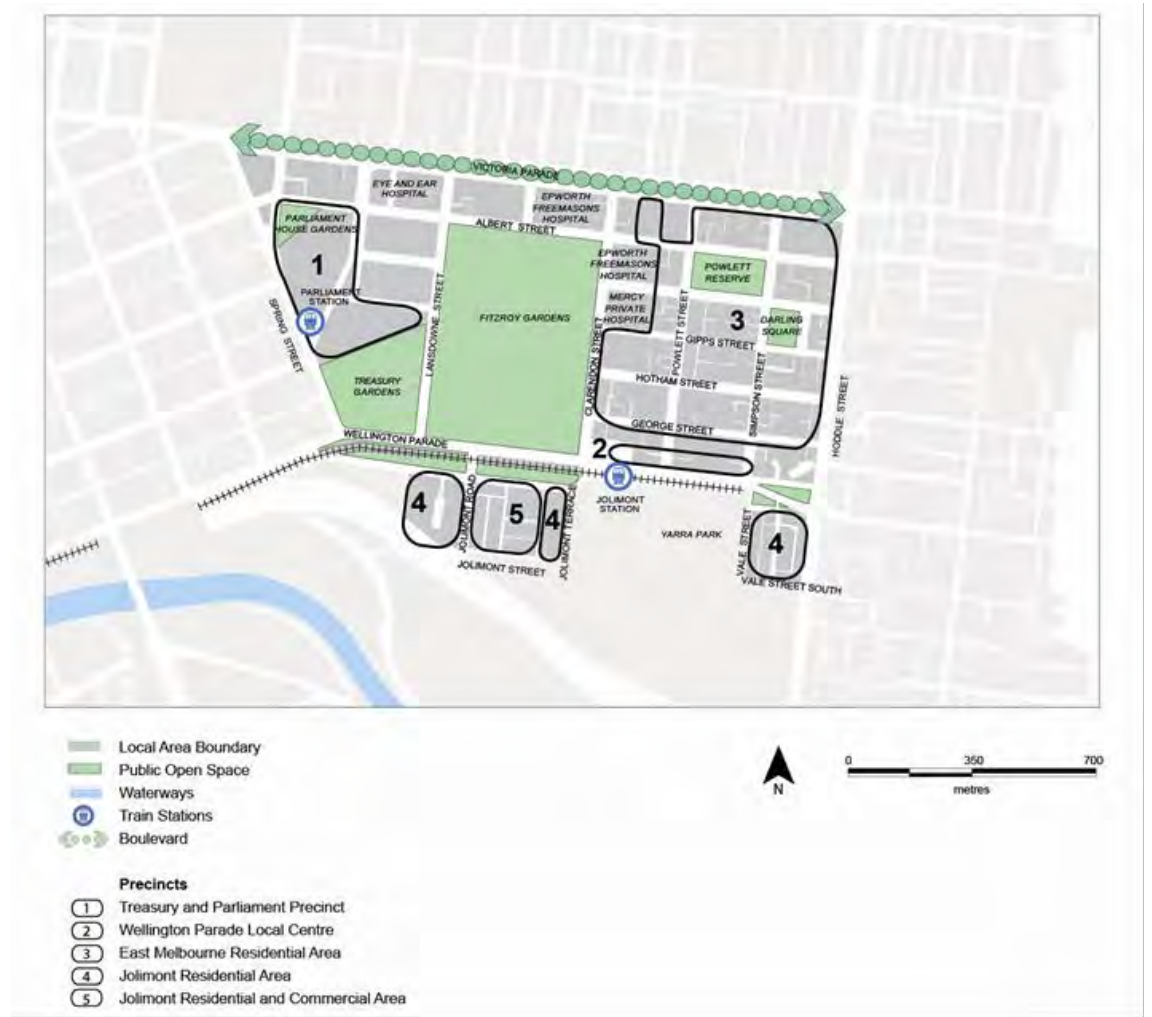 VICTORIA PARADE
EYE AND EAR
HOSPITAL
EPWORTH
FREEMASONS
HOSPITAL
PARLIAMENT
HOUSE GARDENS
ALBERT STREET
1
EPWORTH
FREEMASONS
HOSPITAL
POWLETT
RESERVE
PARLIAMENT
STATION
MERCY
PRIVATE
HOSPITAL
3
DARLING
SQUARE
SPRING STREET
LANSDOWNE STREET
FITZROY GARDENS
CLARENDON STREET
POWLETT STREET
GIPPS STREET
TREASURY
GARDENS
HOTHAM STREET
SIMPSON STREET
HODDLE STREET
GEORGE STREET
WELLINGTON PARADE
2
JOLIMONT
STATION
4
JOLIMONT ROAD
5
4
JOLIMONT TERRACE
YARRA PARK
VALE STREET
4
JOLIMONT STREET
VALE STREET SOUTH
Local Area Boundary
Public Open Space
Waterways
Train Stations
Boulevard
N
0 350 700
metres
Precincts
1 Treasury and Parliament Precinct
2 Wellington Parade Local Centre
3 East Melbourne Residential Area
4 Jolimont Residential Area
5 Jolimont Residential and Commercial Area